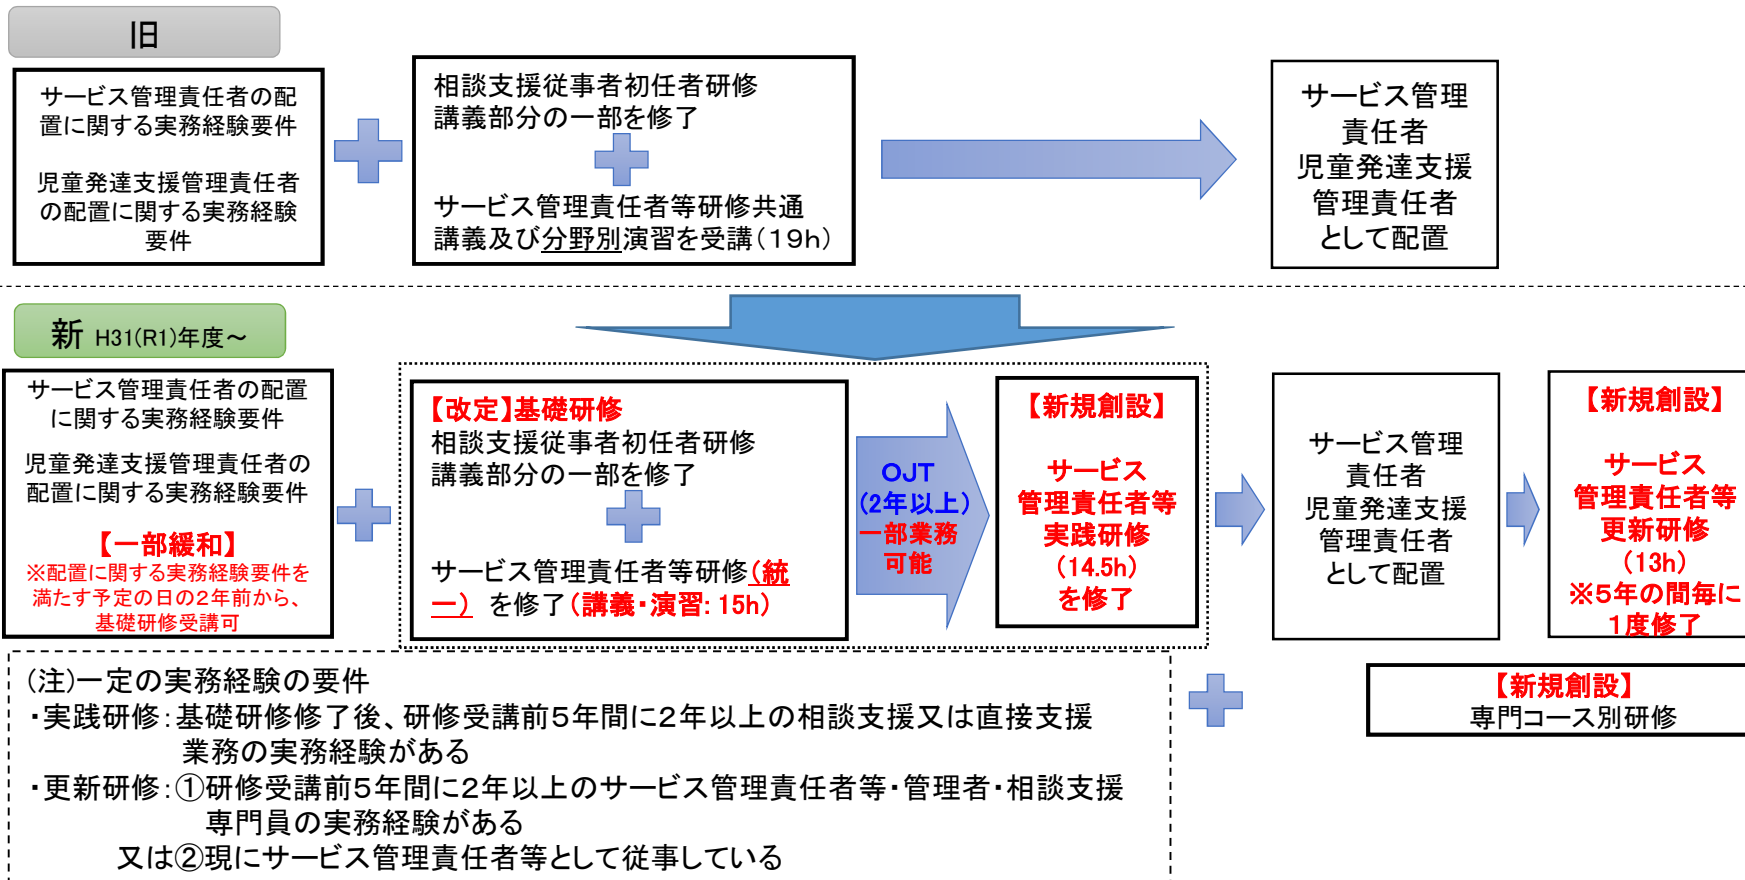 旧
サービス管理責任者の配
置に関する実務経験要件
児童発達支援管理責任者
の配置に関する実務経験
要件
相談支援従事者初任者研修
講義部分の一部を修了
サービス管理責任者等研修共通
講義及び分野別演習を受講(19h)
サービス管理
責任者
児童発達支援
管理責任者
として配置
新 H31(R1)年度～
サービス管理責任者の配置
に関する実務経験要件
児童発達支援管理責任者の
配置に関する実務経験要件
【一部緩和】
※配置に関する実務経験要件を
満たす予定の日の2年前から、
基礎研修受講可
【改定】基礎研修
相談支援従事者初任者研修
講義部分の一部を修了
サービス管理責任者等研修(統
一) を修了(講義・演習:15h)
OJT
(2年以上)
一部業務
可能
【新規創設】
サービス
管理責任者等
実践研修
(14.5h)
を修了
サービス管理
責任者
児童発達支援
管理責任者
として配置
【新規創設】
サービス
管理責任者等
更新研修
(13h)
※5年の間毎に
1度修了
(注)一定の実務経験の要件
・実践研修:基礎研修修了後、研修受講前5年間に2年以上の相談支援又は直接支援
業務の実務経験がある
・更新研修:①研修受講前5年間に2年以上のサービス管理責任者等・管理者・相談支援
専門員の実務経験がある
又は②現にサービス管理責任者等として従事している
【新規創設】
専門コース別研修